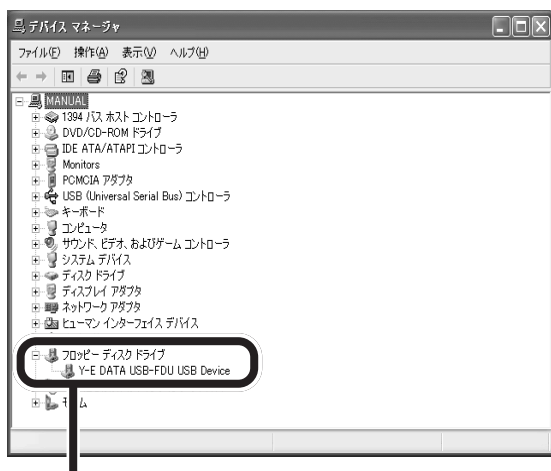 デバイス マネージャ
ファイル(F) 操作(A) 表示(V) ヘルプ(H)
MANUAL
1394 バス ホスト コントローラ
DVD/CD-ROM ドライブ
IDE ATA/ATAPI コントローラ
Monitors
PCMCIA アダプタ
USB (Universal Serial Bus) コントローラ
キーボード
コンピュータ
サウンド、ビデオ、およびゲーム コントローラ
システム デバイス
ディスク ドライブ
ディスプレイ アダプタ
ネットワーク アダプタ
ヒューマン インターフェイス デバイス
フロッピー ディスク ドライブ
Y-E DATA USB-FDU USB Device